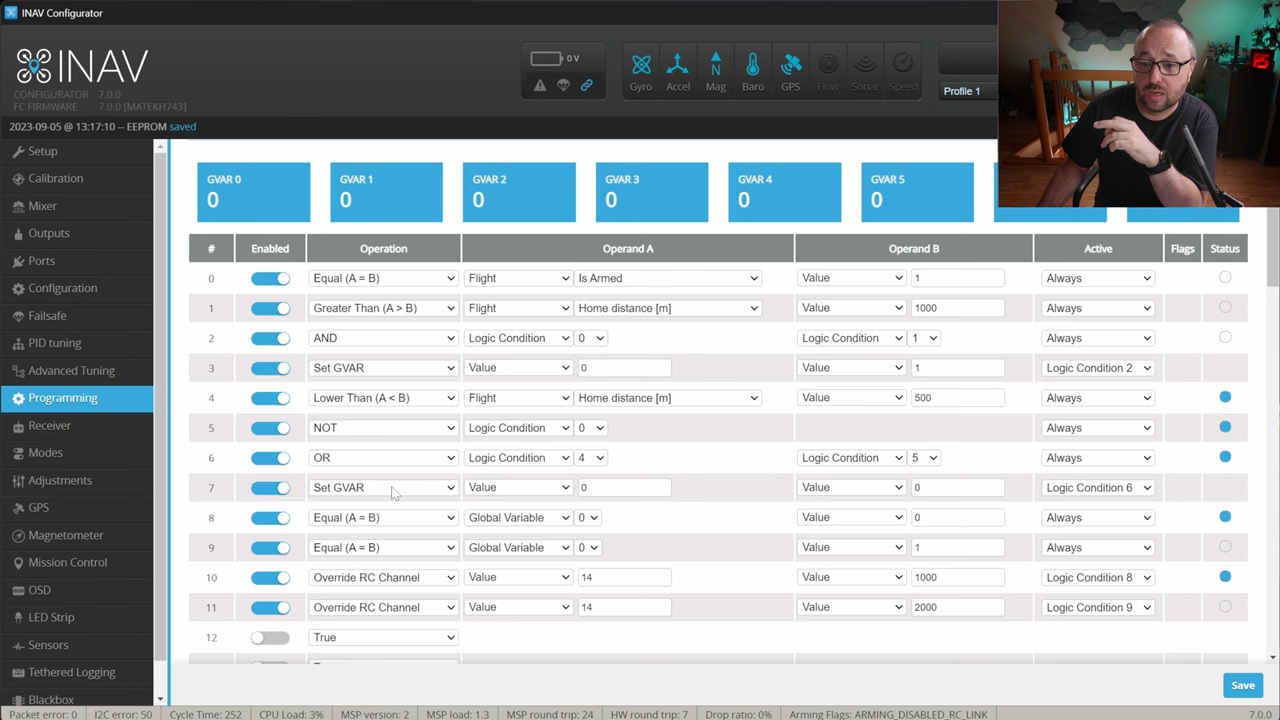 INAV Configurator
INAV
0 V
CONFIGURATOR 7.0.0
FC FIRMWARE 7.0.0 [MATEKH743]
Gyro Accel Mag Baro GPS Flow Sonar Speed
Profile 1
2023-09-05 @ 13:17:10 -- EEPROM saved
Setup
Calibration
Mixer
Outputs
Ports
Configuration
Failsafe
PID tuning
Advanced Tuning
Programming
Receiver
Modes
Adjustments
GPS
Magnetometer
Mission Control
OSD
LED Strip
Sensors
Tethered Logging
Blackbox
GVAR 0 GVAR 1 GVAR 2 GVAR 3 GVAR 4 GVAR 5
0 0 0 0 0 0
# Enabled Operation Operand A Operand B Active Flags Status
0 Equal (A = B) Flight Is Armed Value 1 Always
1 Greater Than (A > B) Flight Home distance [m] Value 1000 Always
2 AND Logic Condition 0 Logic Condition 1 Always
3 Set GVAR Value 0 Value 1 Logic Condition 2
4 Lower Than (A < B) Flight Home distance [m] Value 500 Always
5 NOT Logic Condition 0 Always
6 OR Logic Condition 4 Logic Condition 5 Always
7 Set GVAR Value 0 Value 0 Logic Condition 6
8 Equal (A = B) Global Variable 0 Value 0 Always
9 Equal (A = B) Global Variable 0 Value 1 Always
10 Override RC Channel Value 14 Value 1000 Logic Condition 8
11 Override RC Channel Value 14 Value 2000 Logic Condition 9
12 True
Save
Packet error: 0 I2C error: 50 Cycle Time: 252 CPU Load: 3% MSP version: 2 MSP load: 1.3 MSP round trip: 24 HW round trip: 7 Drop ratio: 0% Arming Flags: ARMING_DISABLED_RC_LINK 7.0.0